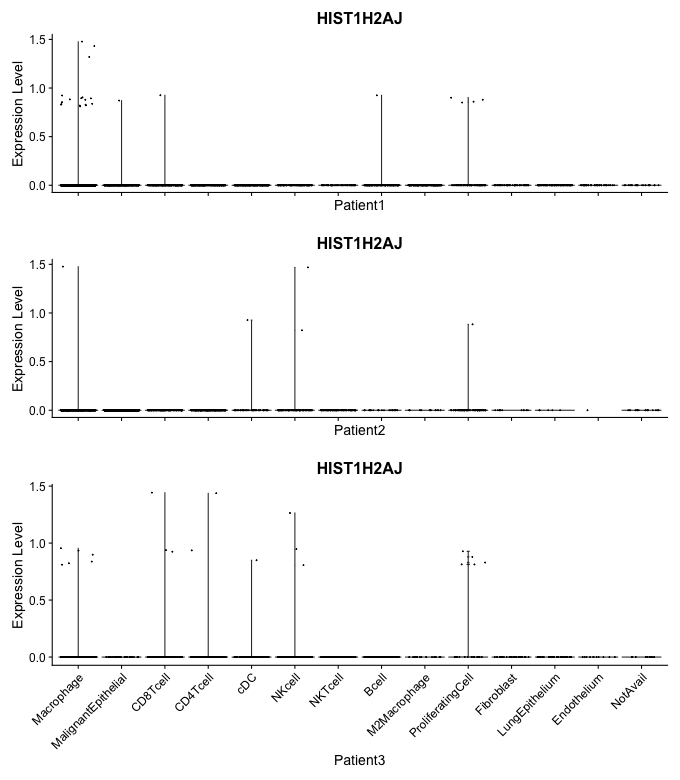 HIST1H2AJ
Expression Level
1.5
1.0
0.5
0.0
Patient1
HIST1H2AJ
Expression Level
1.5
1.0
0.5
0.0
Patient2
HIST1H2AJ
Expression Level
1.5
1.0
0.5
0.0
Macrophage
MalignantEpithelial
CD8Tcell
CD4Tcell
cDC
NKcell
NKTcell
Bcell
M2Macrophage
ProliferatingCell
Fibroblast
LungEpithelium
Endothelium
NotAvail
Patient3